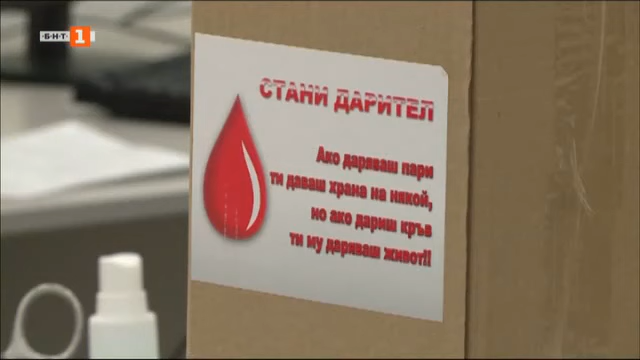 БНТ 1
СТАНИ ДАРИТЕЛ
Ако даряваш пари
ти даваш храна на някой,
но ако дариш кръв
ти му даряваш живот!!